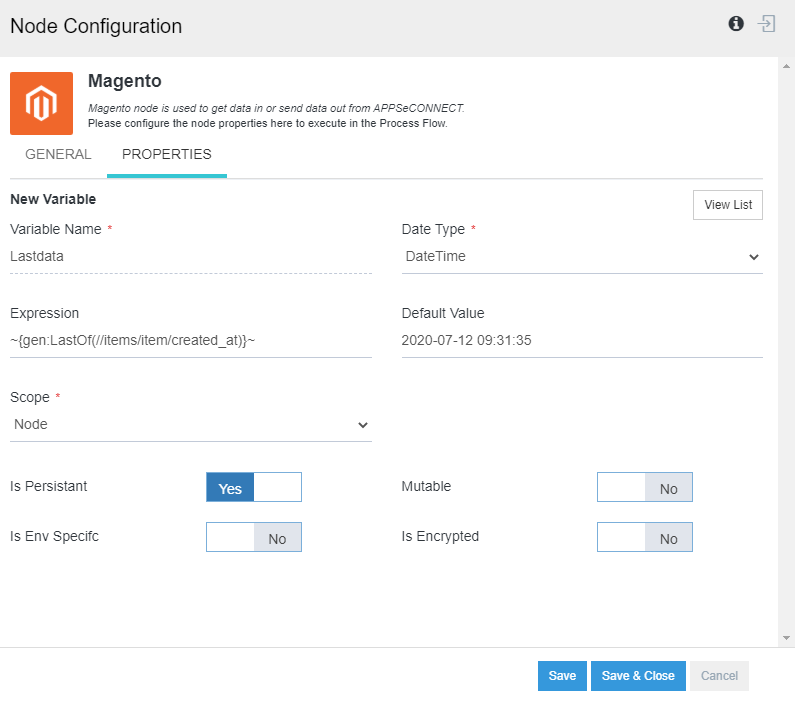 Node Configuration
Magento
Magento node is used to get data in or send data out from APPSeCONNECT.
Please configure the node properties here to execute in the Process Flow.
GENERAL PROPERTIES
New Variable
View List
Variable Name * Date Type *
Lastdata DateTime
Expression Default Value
~{gen:LastOf(//items/item/created_at)}~ 2020-07-12 09:31:35
Scope *
Node
Is Persistant Yes Mutable No
Is Env Specifc No Is Encrypted No
Save Save & Close Cancel